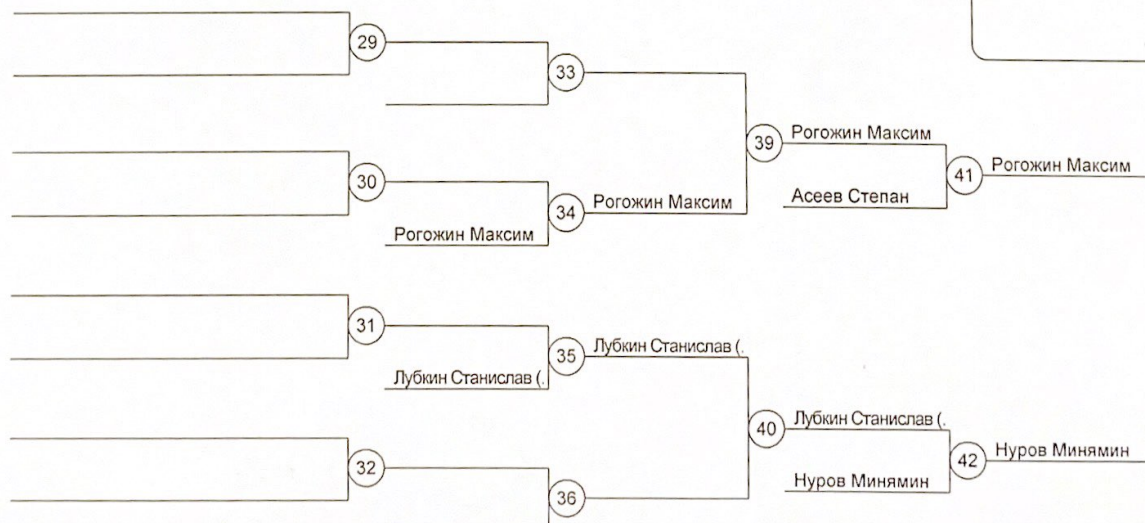 29
33
39
Рогожин Максим
30
41
Рогожин Максим
34
Рогожин Максим
Асеев Степан
Рогожин Максим
31
35
Лубкин Станислав (.
Лубкин Станислав (.
40
Лубкин Станислав (.
32
42
Нуров Минямин
36
Нуров Минямин